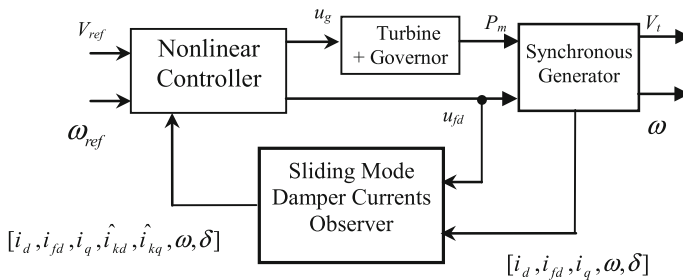 V_ref
ω_ref
Nonlinear
Controller
u_g
Turbine
+ Governor
P_m
Synchronous
Generator
V_t
ω
u_fd
Sliding Mode
Damper Currents
Observer
[i_d, i_fd, i_q, î_kd, î_kq, ω, δ]
[i_d, i_fd, i_q, ω, δ]